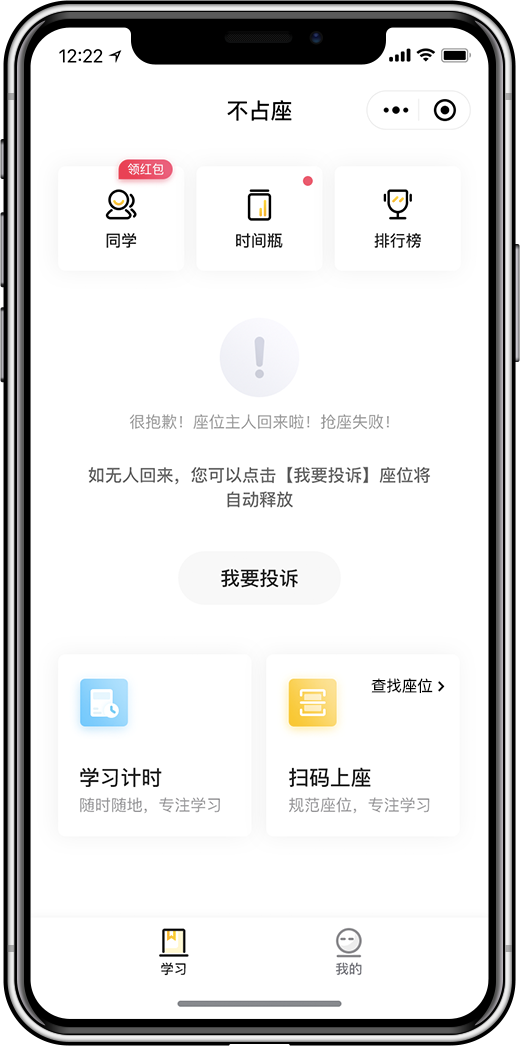 12:22
不占座
领红包
同学
时间瓶
排行榜
很抱歉！座位主人回来啦！抢座失败！
如无人回来，您可以点击【我要投诉】座位将
自动释放
我要投诉
查找座位
学习计时
随时随地，专注学习
扫码上座
规范座位，专注学习
学习
我的